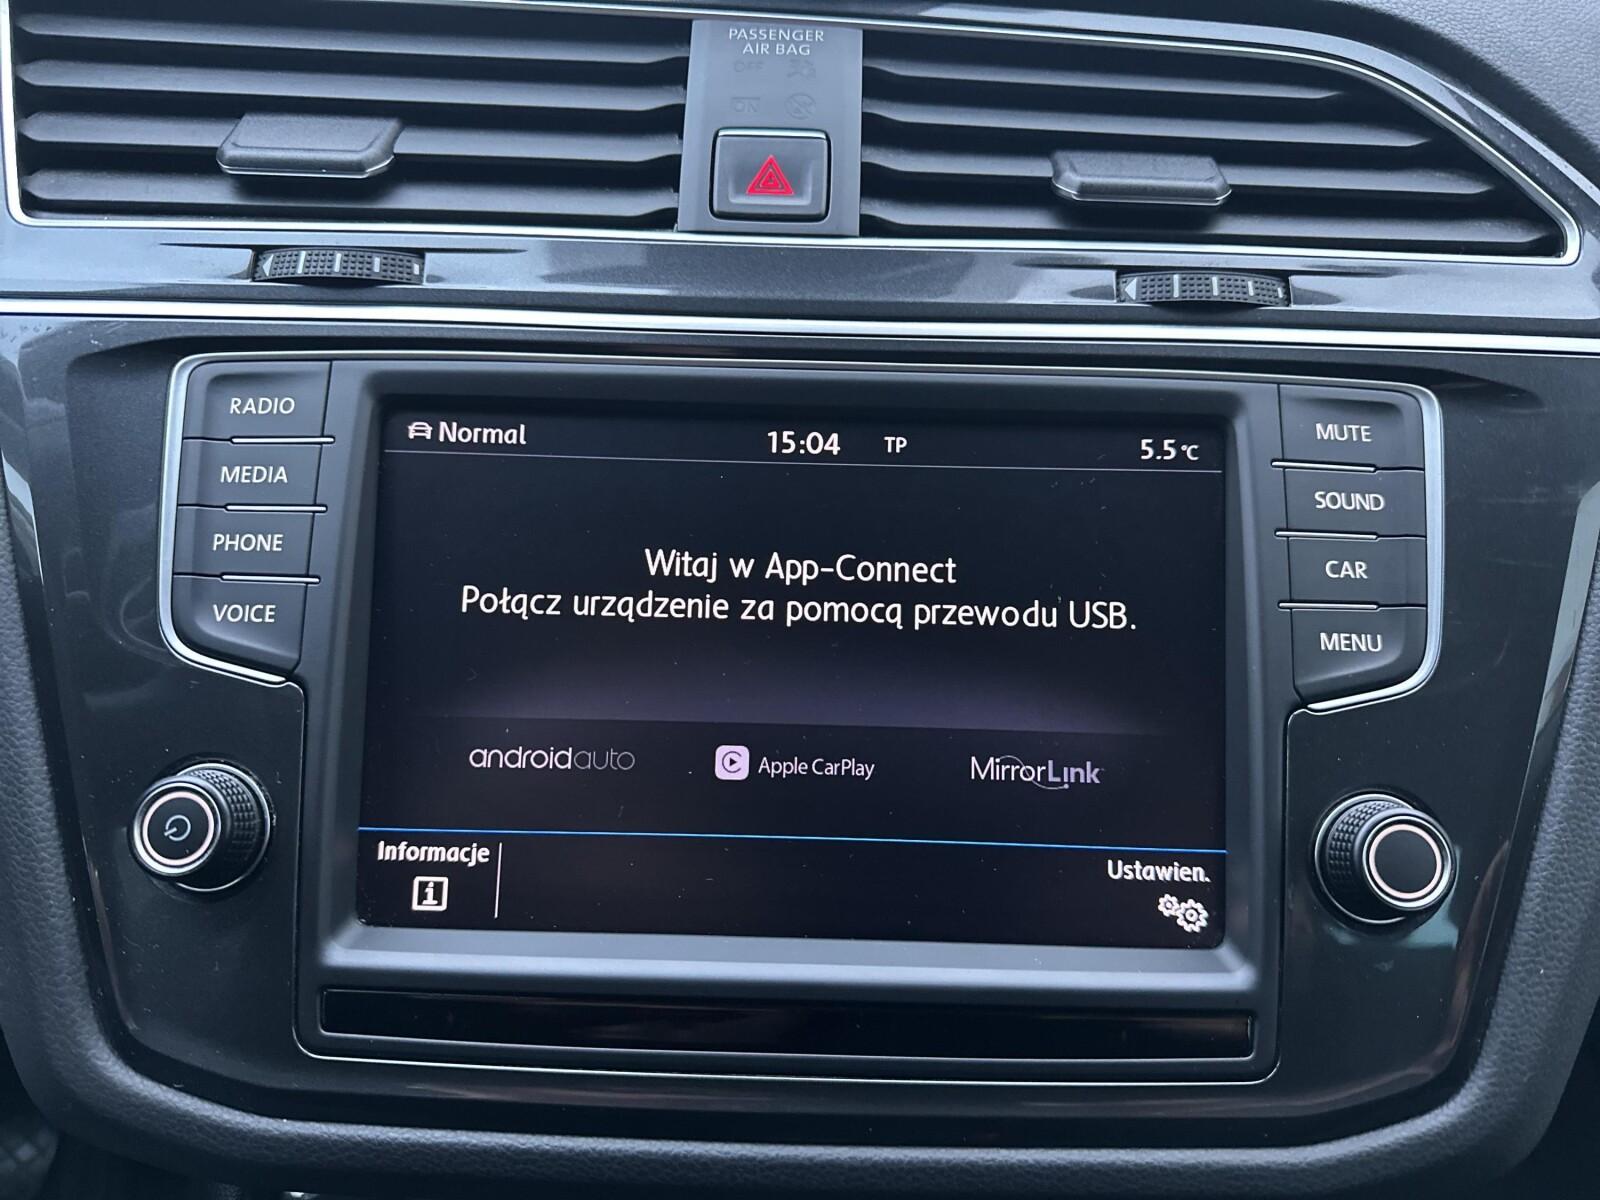 PASSENGER
AIR BAG
OFF
ON
RADIO
MEDIA
PHONE
VOICE
Normal
15:04 TP
5.5°C
Witaj w App-Connect
Połącz urządzenie za pomocą przewodu USB.
androidauto
Apple CarPlay
MirrorLink
Informacje
i
Ustawien.
MUTE
SOUND
CAR
MENU